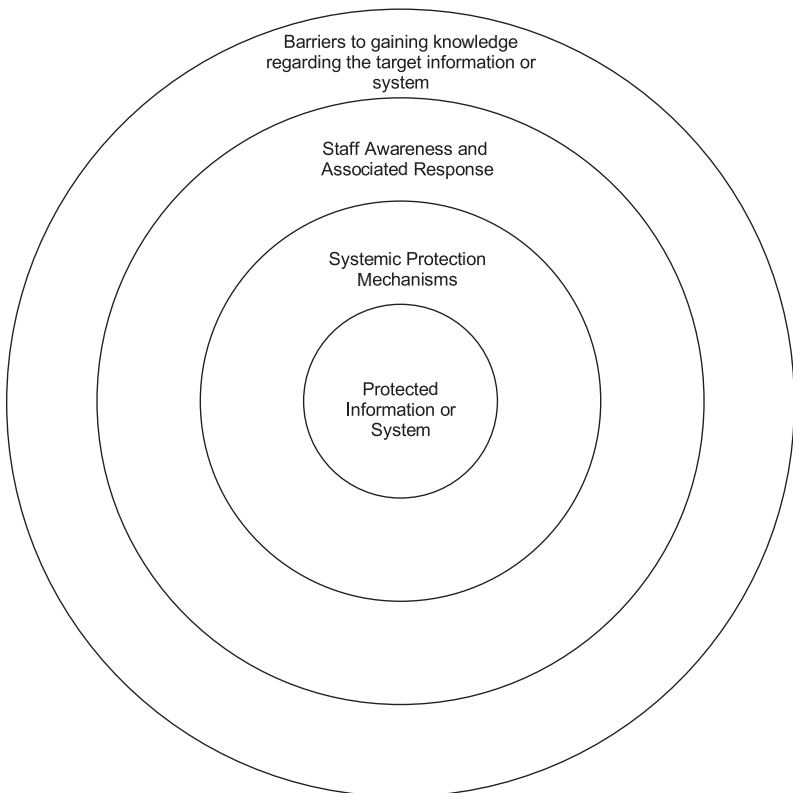 Barriers to gaining knowledge
regarding the target information or
system
Staff Awareness and
Associated Response
Systemic Protection
Mechanisms
Protected
Information or
System